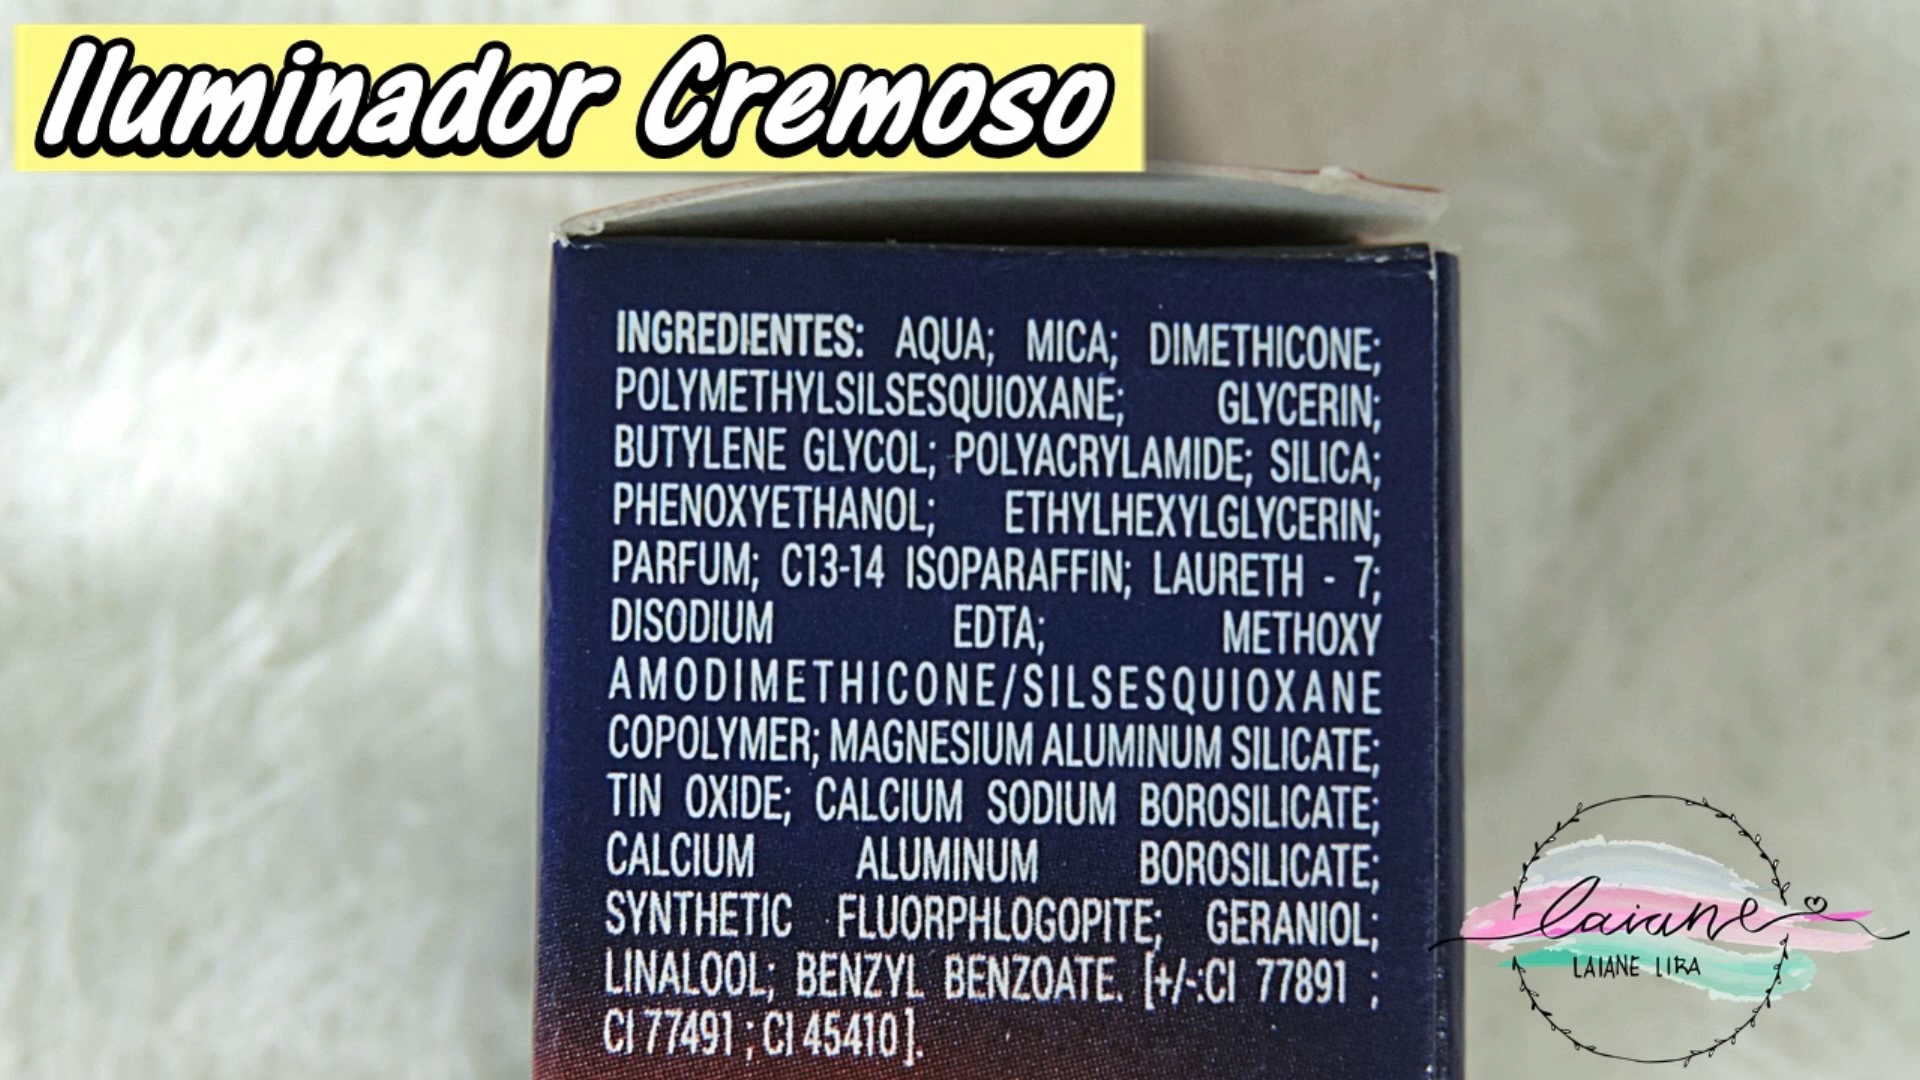 Iluminador Cremoso
INGREDIENTES: AQUA; MICA; DIMETHICONE;
POLYMETHYLSILSESQUIOXANE; GLYCERIN;
BUTYLENE GLYCOL; POLYACRYLAMIDE; SILICA;
PHENOXYETHANOL; ETHYLHEXYLGLYCERIN;
PARFUM; C13-14 ISOPARAFFIN; LAURETH - 7;
DISODIUM EDTA; METHOXY
AMODIMETHICONE/SILSESQUIOXANE
COPOLYMER; MAGNESIUM ALUMINUM SILICATE;
TIN OXIDE; CALCIUM SODIUM BOROSILICATE;
CALCIUM ALUMINUM BOROSILICATE;
SYNTHETIC FLUORPHLOGOPITE; GERANIOL;
LINALOOL; BENZYL BENZOATE. [+/-:CI 77891 ;
CI 77491 ; CI 45410 ].
laiane
LAIANE LIRA